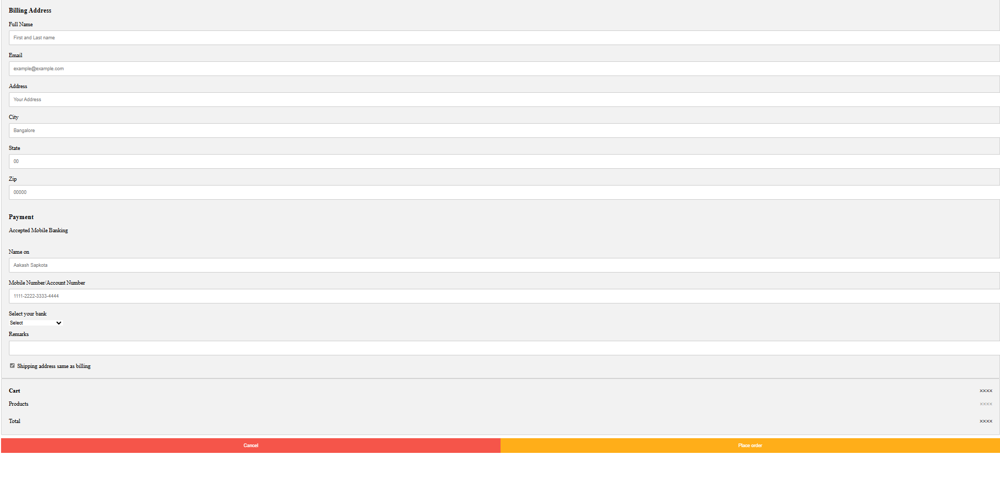 Billing Address
Full Name
First and Last name
Email
example@example.com
Address
Your Address
City
Bangalore
State
00
Zip
00000
Payment
Accepted Mobile Banking
Name on
Aakash Sapkota
Mobile Number/Account Number
1111-2222-3333-4444
Select your bank
Select
Remarks
Shipping address same as billing
Cart xxxx
Products xxxx
Total xxxx
Cancel Place order